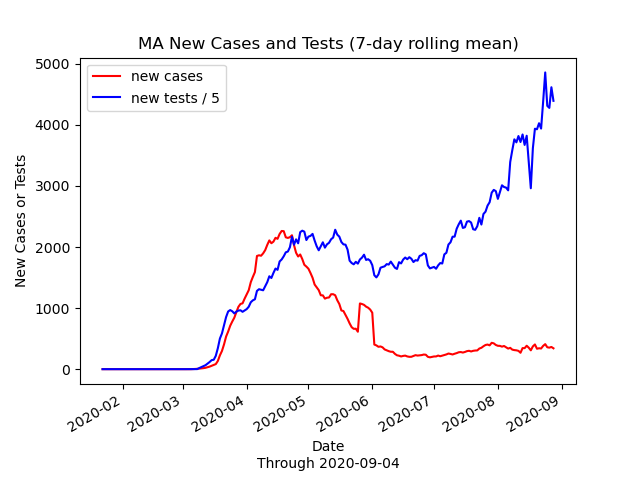 MA New Cases and Tests (7-day rolling mean)
new cases
new tests / 5
New Cases or Tests
5000
4000
3000
2000
1000
0
2020-02
2020-03
2020-04
2020-05
2020-06
2020-07
2020-08
2020-09
Date
Through 2020-09-04